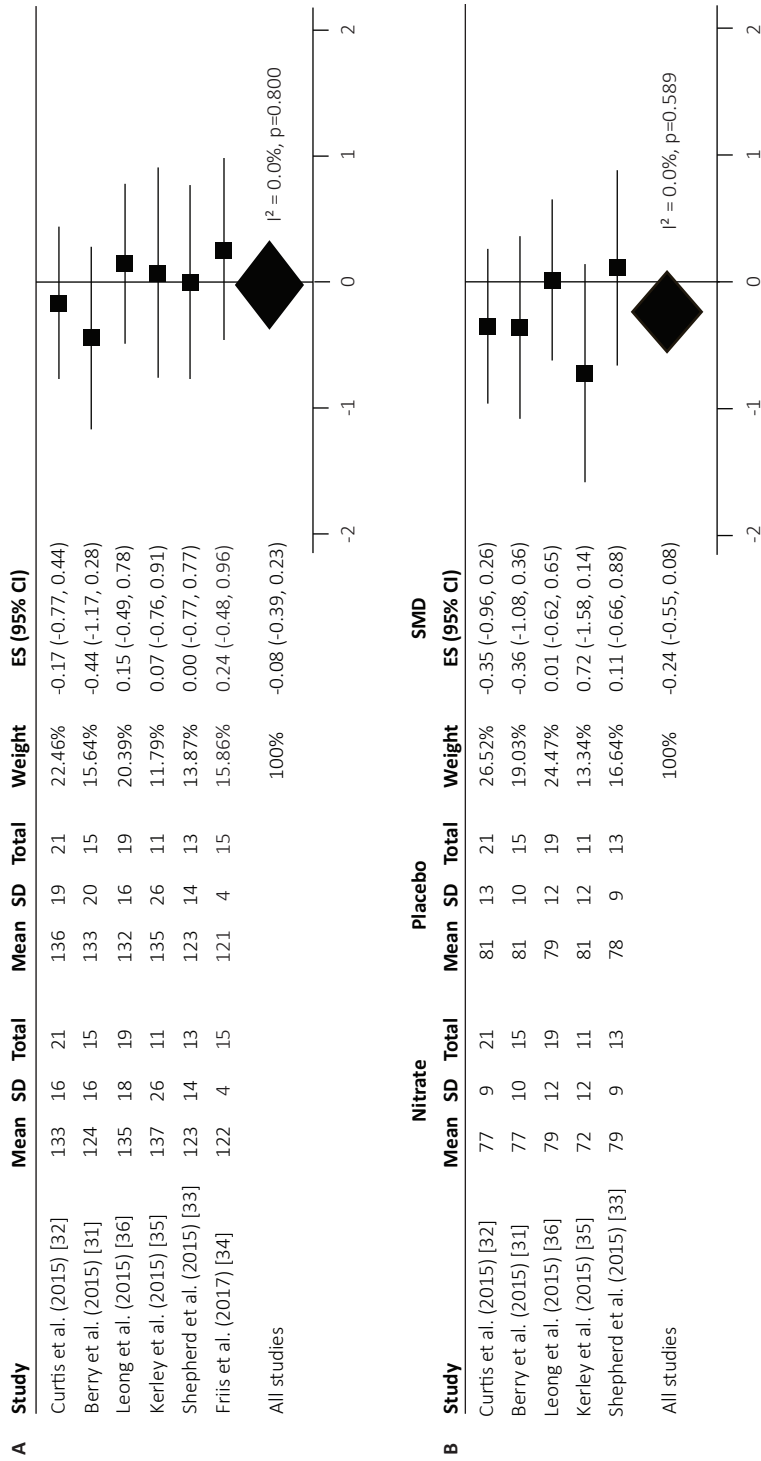 A Study Mean SD Total Mean SD Total Weight ES (95% CI)
Curtis et al. (2015) [32] 133 16 21 136 19 21 22.46% -0.17 (-0.77, 0.44)
Berry et al. (2015) [31] 124 16 15 133 20 15 15.64% -0.44 (-1.17, 0.28)
Leong et al. (2015) [36] 135 18 19 132 16 19 20.39% 0.15 (-0.49, 0.78)
Kerley et al. (2015) [35] 137 26 11 135 26 11 11.79% 0.07 (-0.76, 0.91)
Shepherd et al. (2015) [33] 123 14 13 123 14 13 13.87% 0.00 (-0.77, 0.77)
Friis et al. (2017) [34] 122 4 15 121 4 15 15.86% 0.24 (-0.48, 0.96)
All studies 100% -0.08 (-0.39, 0.23) I² = 0.0%, p=0.800
-2 -1 0 1 2
Nitrate Placebo SMD
B Study Mean SD Total Mean SD Total Weight ES (95% CI)
Curtis et al. (2015) [32] 77 9 21 81 13 21 26.52% -0.35 (-0.96, 0.26)
Berry et al. (2015) [31] 77 10 15 81 10 15 19.03% -0.36 (-1.08, 0.36)
Leong et al. (2015) [36] 79 12 19 79 12 19 24.47% 0.01 (-0.62, 0.65)
Kerley et al. (2015) [35] 72 12 11 81 12 11 13.34% 0.72 (-1.58, 0.14)
Shepherd et al. (2015) [33] 79 9 13 78 9 13 16.64% 0.11 (-0.66, 0.88)
All studies 100% -0.24 (-0.55, 0.08) I² = 0.0%, p=0.589
-2 -1 0 1 2